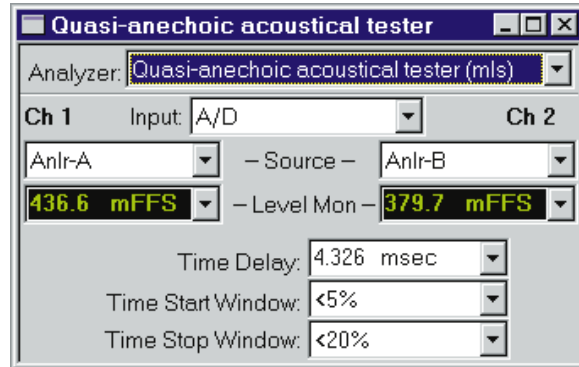 Quasi-anechoic acoustical tester
Analyzer: Quasi-anechoic acoustical tester (mls)
Ch 1 Input: A/D Ch 2
Anlr-A – Source – Anlr-B
436.6 mFFS – Level Mon – 379.7 mFFS
Time Delay: 4.326 msec
Time Start Window: <5%
Time Stop Window: <20%